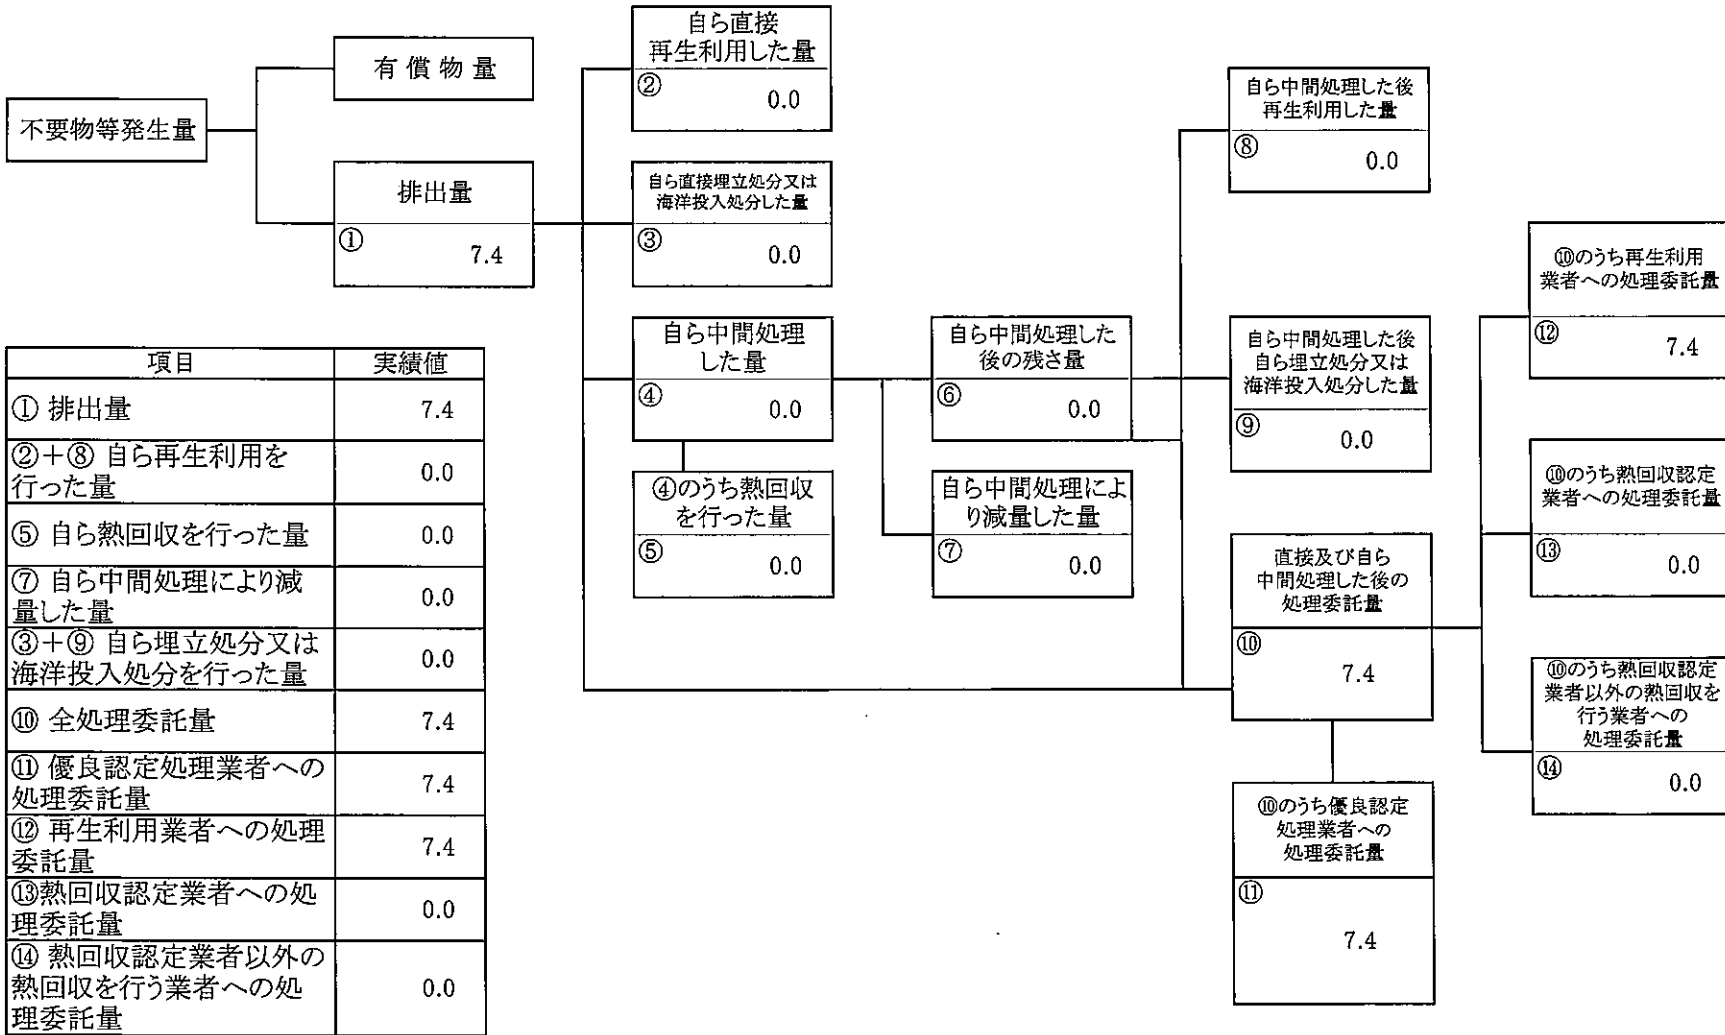 不要物等発生量
有償物量
排出量
①
7.4
自ら直接
再生利用した量
②
0.0
自ら直接埋立処分又は
海洋投入処分した量
③
0.0
自ら中間処理
した量
④
0.0
④のうち熱回収
を行った量
⑤
0.0
自ら中間処理した
後の残さ量
⑥
0.0
自ら中間処理によ
り減量した量
⑦
0.0
自ら中間処理した後
再生利用した量
⑧
0.0
自ら中間処理した後
自ら埋立処分又は
海洋投入処分した量
⑨
0.0
直接及び自ら
中間処理した後の
処理委託量
⑩
7.4
⑩のうち優良認定
処理業者への
処理委託量
⑪
7.4
⑩のうち再生利用
業者への処理委託量
⑫
7.4
⑩のうち熱回収認定
業者への処理委託量
⑬
0.0
⑩のうち熱回収認定
業者以外の熱回収を
行う業者への
処理委託量
⑭
0.0
項目 実績値
① 排出量 7.4
②+⑧ 自ら再生利用を
行った量 0.0
⑤ 自ら熱回収を行った量 0.0
⑦ 自ら中間処理により減
量した量 0.0
③+⑨ 自ら埋立処分又は
海洋投入処分を行った量 0.0
⑩ 全処理委託量 7.4
⑪ 優良認定処理業者への
処理委託量 7.4
⑫ 再生利用業者への処理
委託量 7.4
⑬熱回収認定業者への処
理委託量 0.0
⑭ 熱回収認定業者以外の
熱回収を行う業者への処
理委託量 0.0